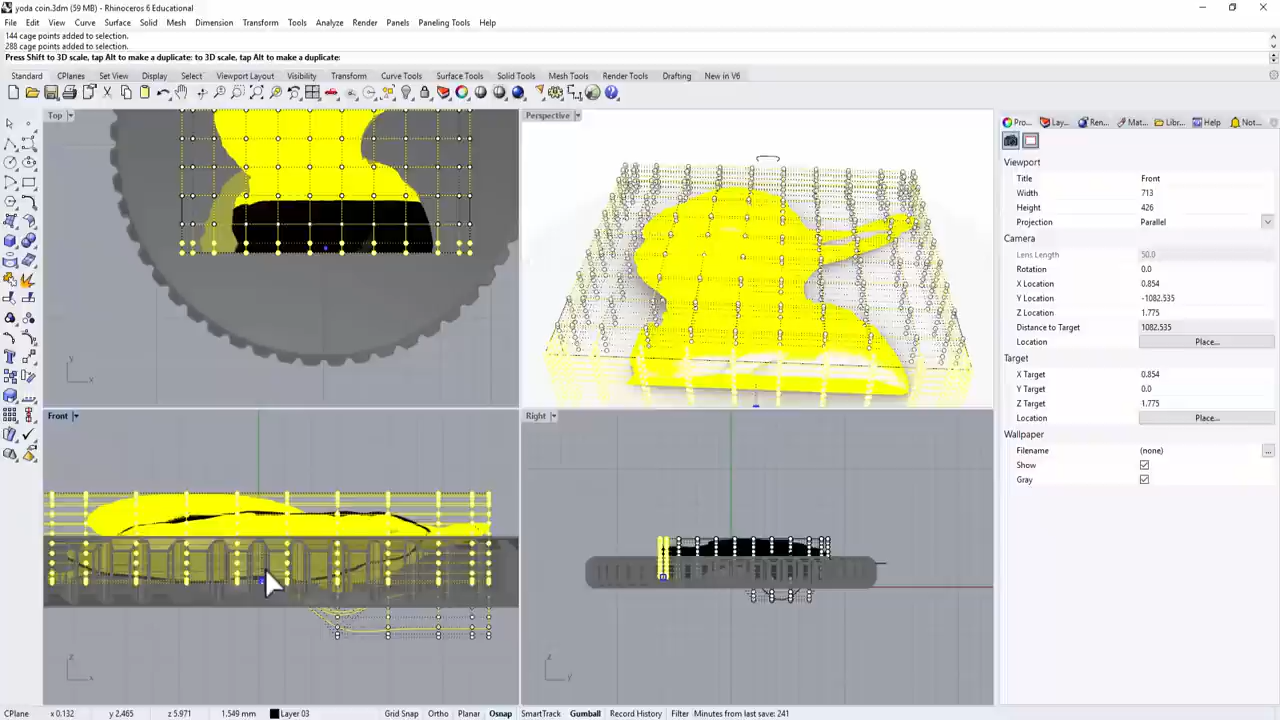 yoda coin.3dm (59 MB) - Rhinoceros 6 Educational
File Edit View Curve Surface Solid Mesh Dimension Transform Tools Analyze Render Panels Paneling Tools Help
144 cage points added to selection.
288 cage points added to selection.
Press Shift to 3D scale, tap Alt to make a duplicate: to 3D scale, tap Alt to make a duplicate:
Standard CPlanes Set View Display Select Viewport Layout Visibility Transform Curve Tools Surface Tools Solid Tools Mesh Tools Render Tools Drafting New in V6
Top
Perspective
Front
Right
y
x
z
x
z
y
Pro... Lay... Ren... Mat... Libr... Help Not...
Viewport
Title Front
Width 713
Height 426
Projection Parallel
Camera
Lens Length 50.0
Rotation 0.0
X Location 0.854
Y Location -1082.535
Z Location 1.775
Distance to Target 1082.535
Location Place...
Target
X Target 0.854
Y Target 0.0
Z Target 1.775
Location Place...
Wallpaper
Filename (none) ...
Show
Gray
CPlane x 0.132 y 2.465 z 5.971 1.549 mm Layer 03 Grid Snap Ortho Planar Osnap SmartTrack Gumball Record History Filter Minutes from last save: 241